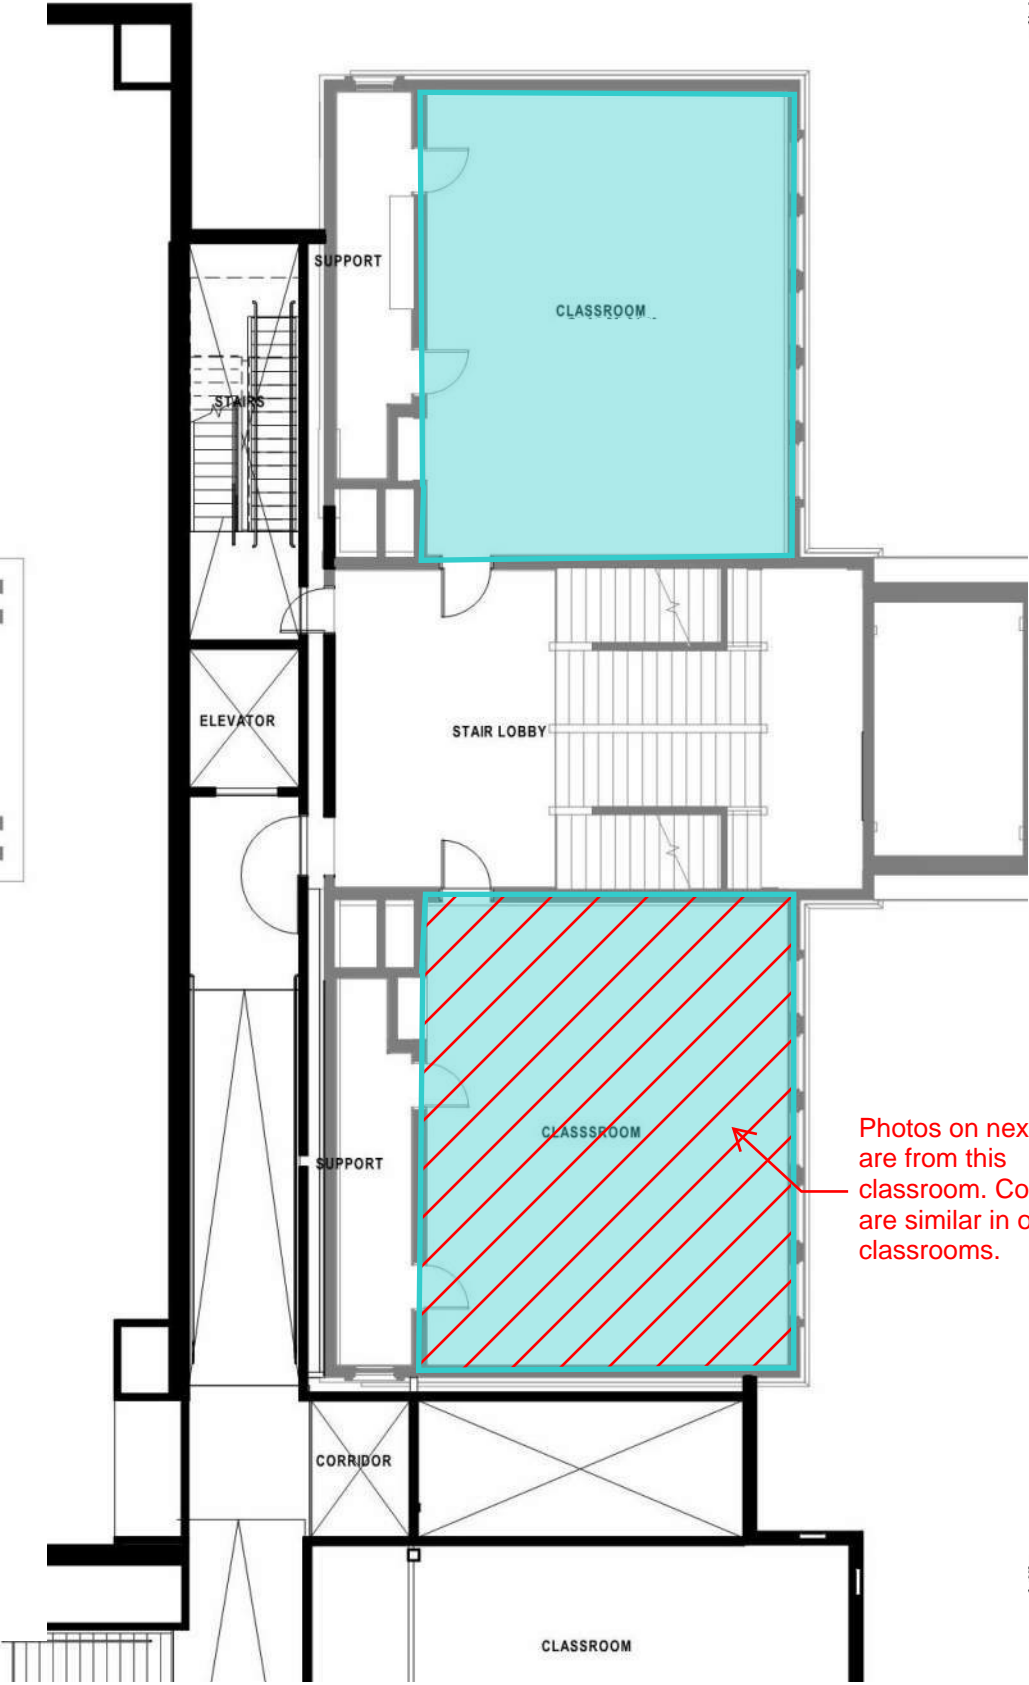 SUPPORT
CLASSROOM
STAIRS
ELEVATOR
STAIR LOBBY
Photos on nex
are from this
classroom. Co
are similar in o
classrooms.
CLASSSROOM
SUPPORT
CORRIDOR
CLASSROOM